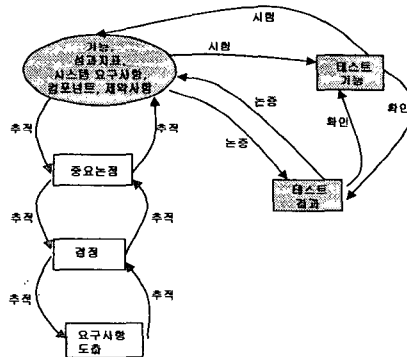 시험
기능,
성과지표,
시스템 요구사항,
컴포넌트, 제약사항
시험
테스트
기능
추적
추적
논증
논증
확인
확인
중요논점
테스트
결과
추적
추적
결정
추적
추적
요구사항
도출